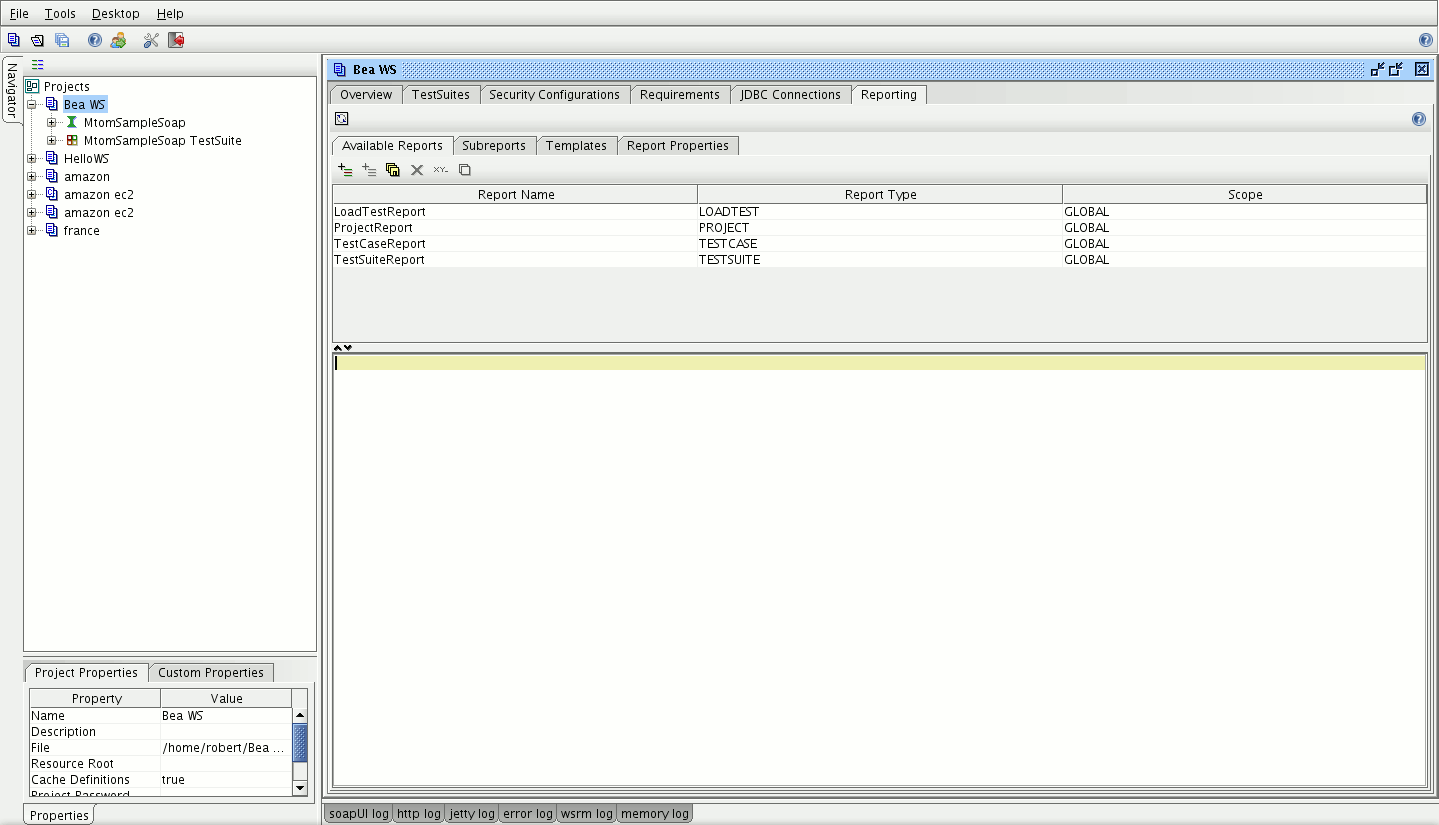 File Tools Desktop Help
Navigator
Projects
Bea WS
MtomSampleSoap
MtomSampleSoap TestSuite
HelloWS
amazon
amazon ec2
amazon ec2
france
Project Properties Custom Properties
Property Value
Name Bea WS
Description
File /home/robert/Bea ...
Resource Root
Cache Definitions true
Project Password
Properties
Bea WS
Overview TestSuites Security Configurations Requirements JDBC Connections Reporting
Available Reports Subreports Templates Report Properties
XY-
Report Name Report Type Scope
LoadTestReport LOADTEST GLOBAL
ProjectReport PROJECT GLOBAL
TestCaseReport TESTCASE GLOBAL
TestSuiteReport TESTSUITE GLOBAL
soapUI log http log jetty log error log wsrm log memory log